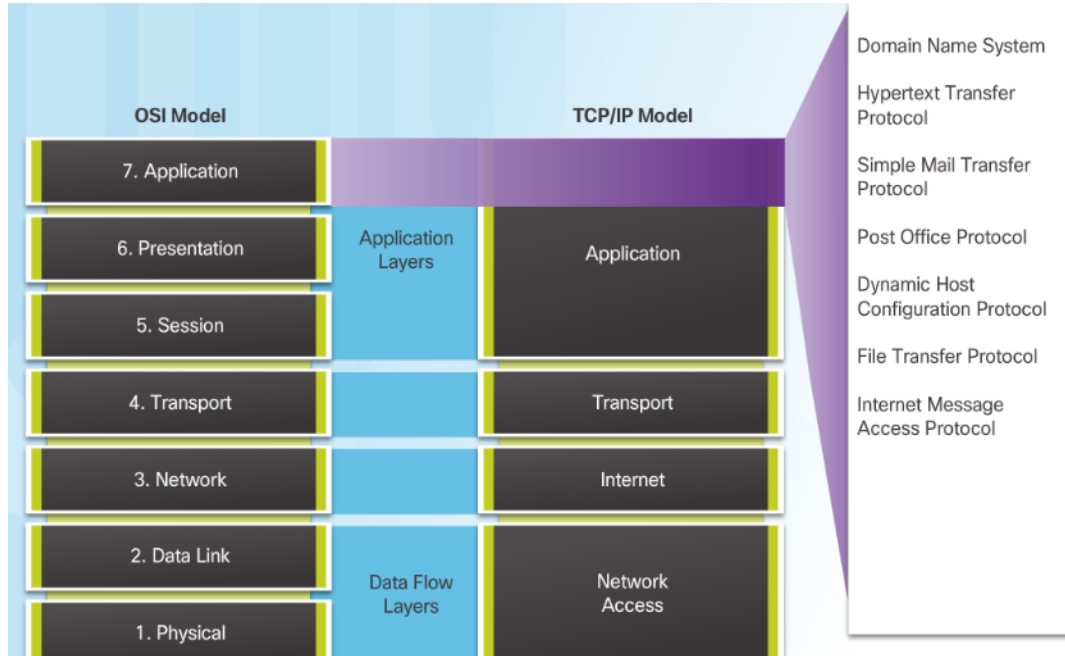 OSI Model
TCP/IP Model
7. Application
6. Presentation
5. Session
4. Transport
3. Network
2. Data Link
1. Physical
Application
Layers
Data Flow
Layers
Application
Transport
Internet
Network
Access
Domain Name System
Hypertext Transfer
Protocol
Simple Mail Transfer
Protocol
Post Office Protocol
Dynamic Host
Configuration Protocol
File Transfer Protocol
Internet Message
Access Protocol